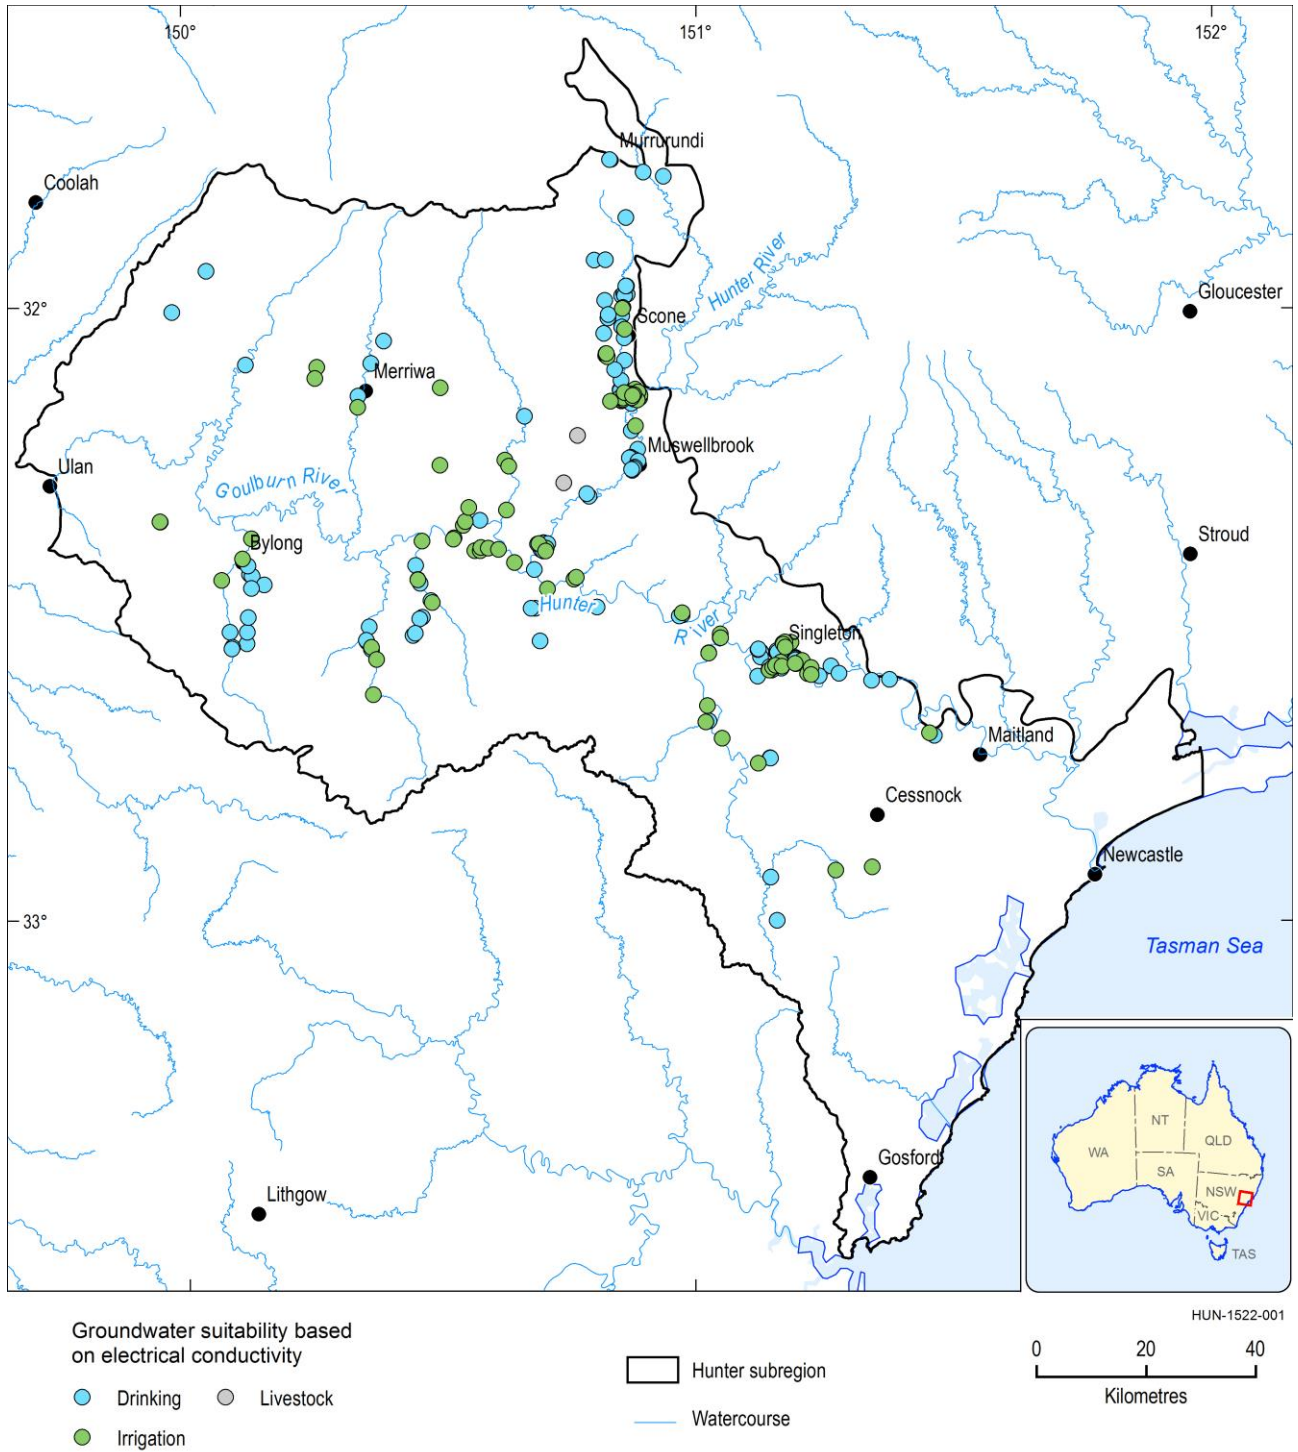 150°
151°
152°
Murrurundi
Coolah
Hunter River
Gloucester
32°
Scone
Merriwa
Muswellbrook
Ulan
Goulburn River
Bylong
Stroud
Hunter
River
Singleton
Maitland
Cessnock
Newcastle
33°
Tasman Sea
Gosford
Lithgow
NT
WA
QLD
SA
NSW
VIC
TAS
HUN-1522-001
Groundwater suitability based
on electrical conductivity
Drinking
Livestock
Irrigation
Hunter subregion
Watercourse
0 20 40
Kilometres